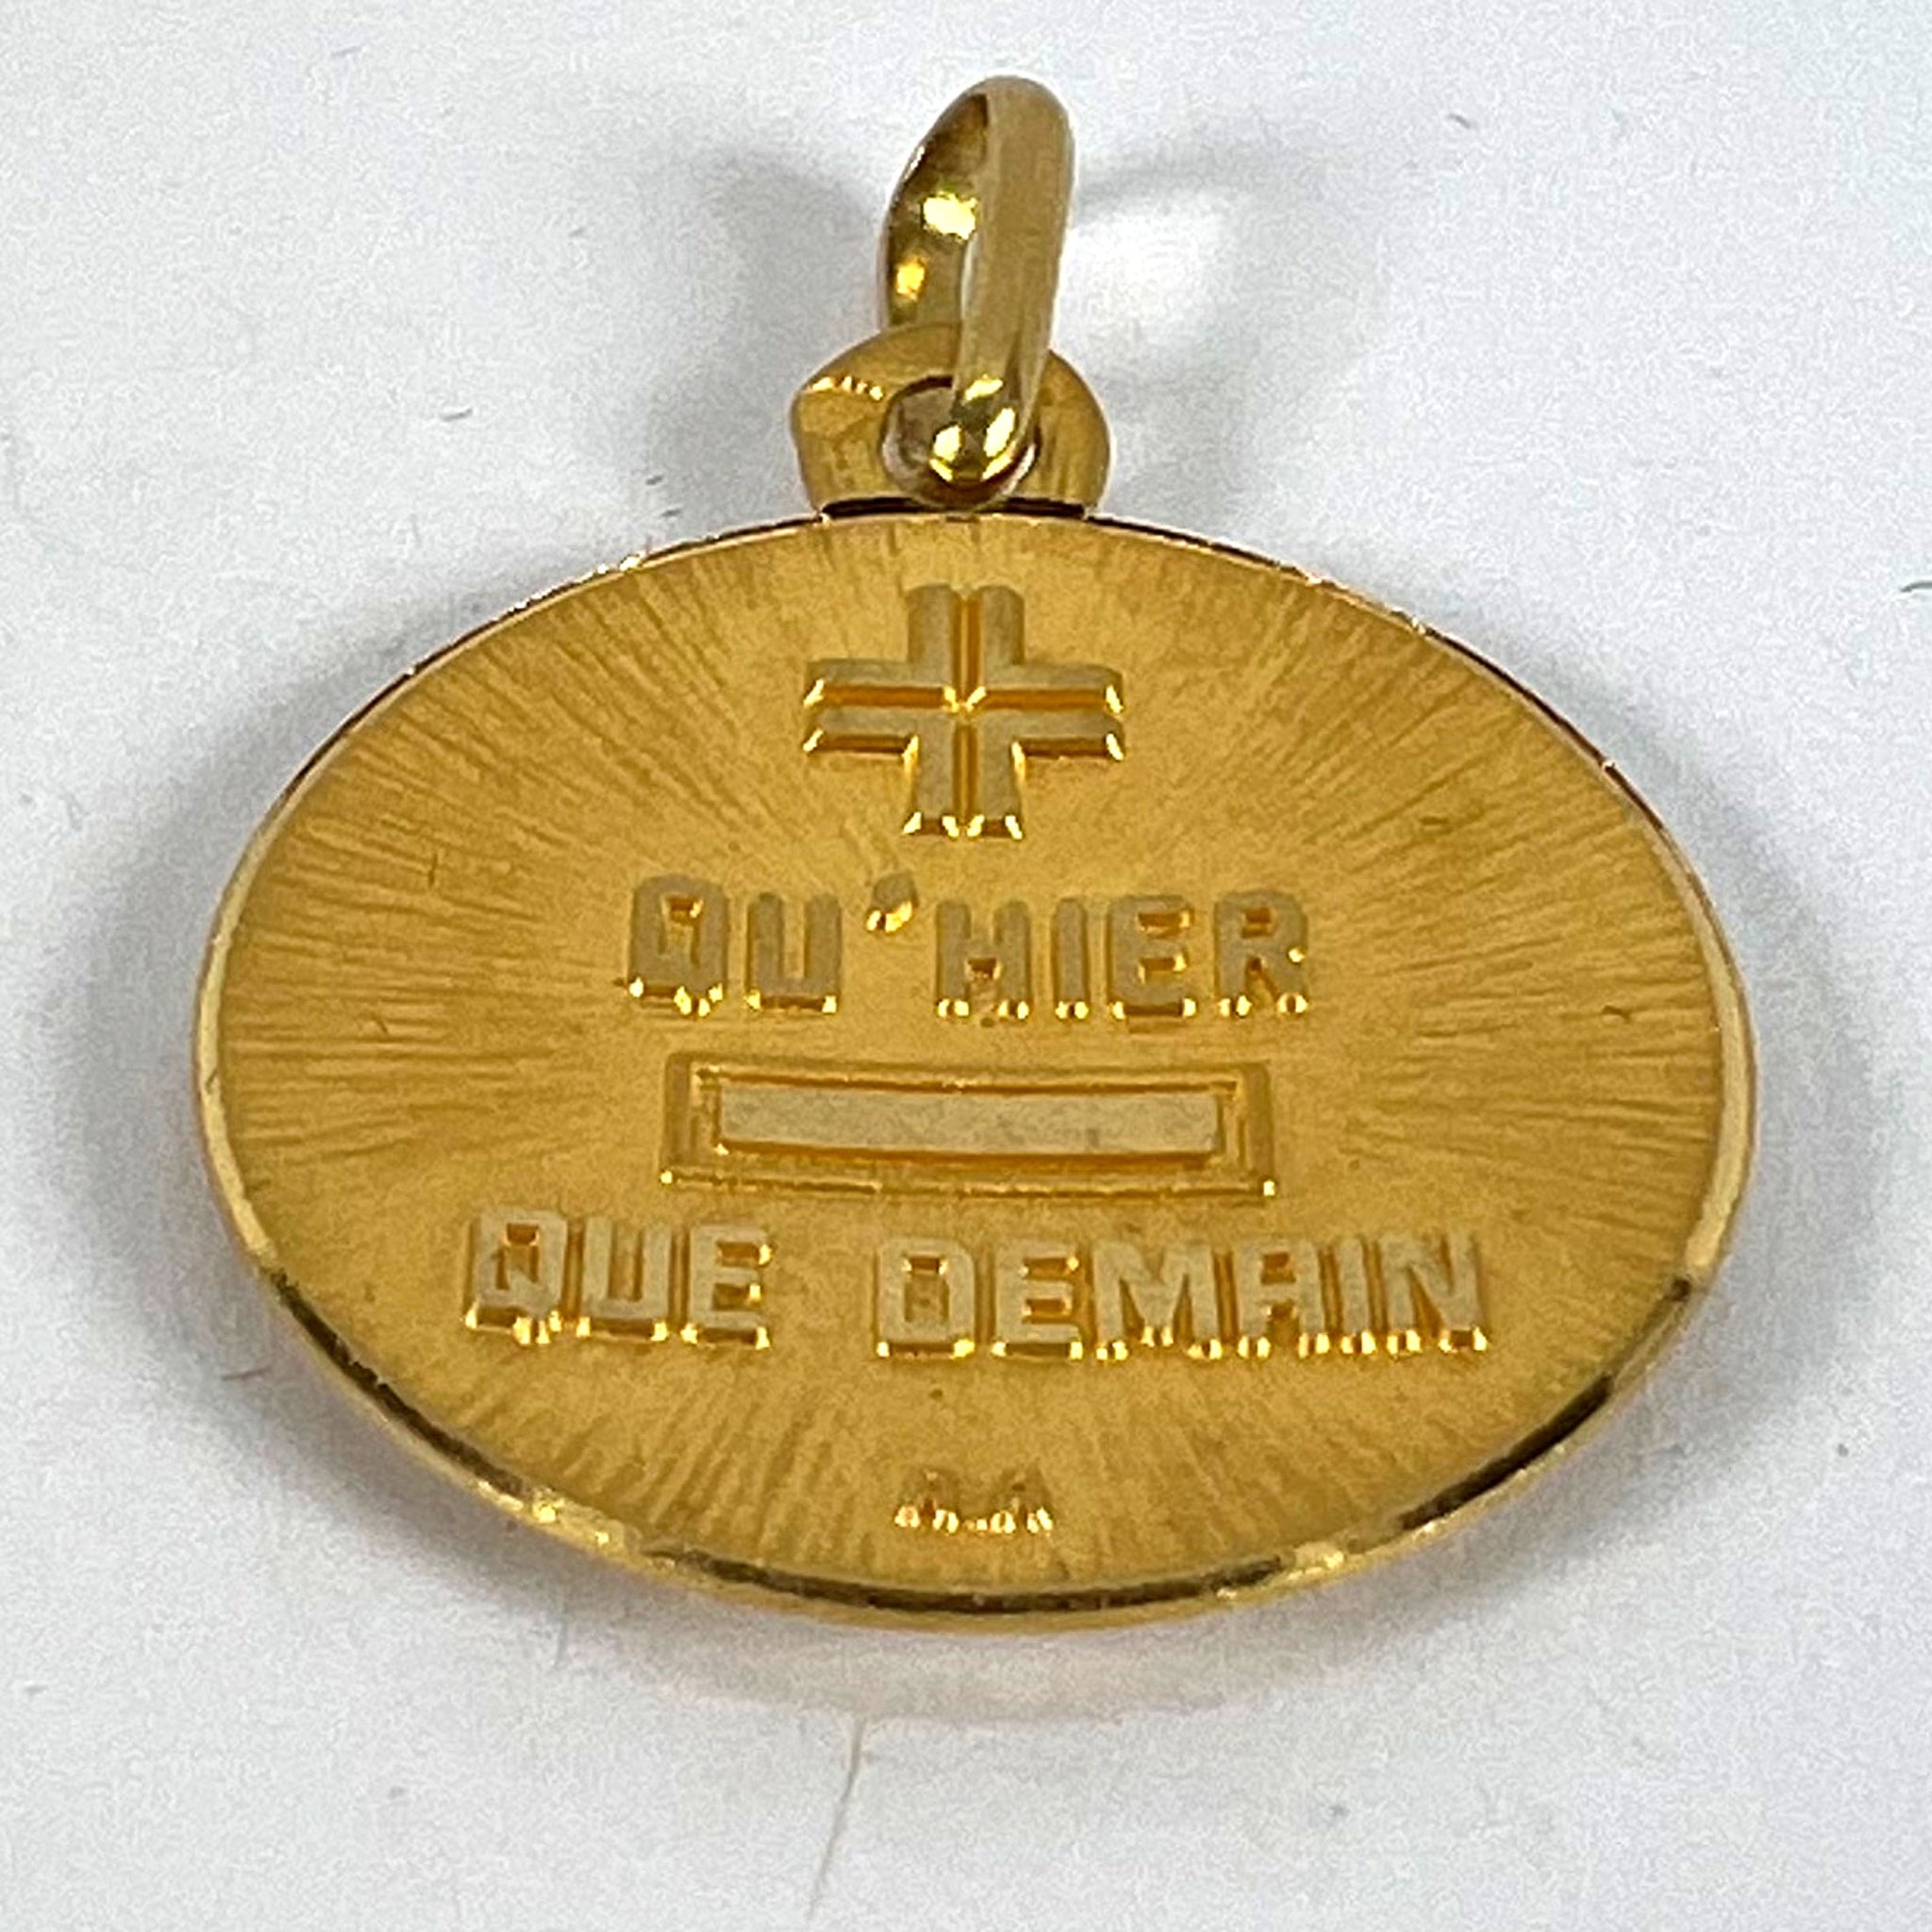 +
QU'HIER
-
QUE DEMAIN